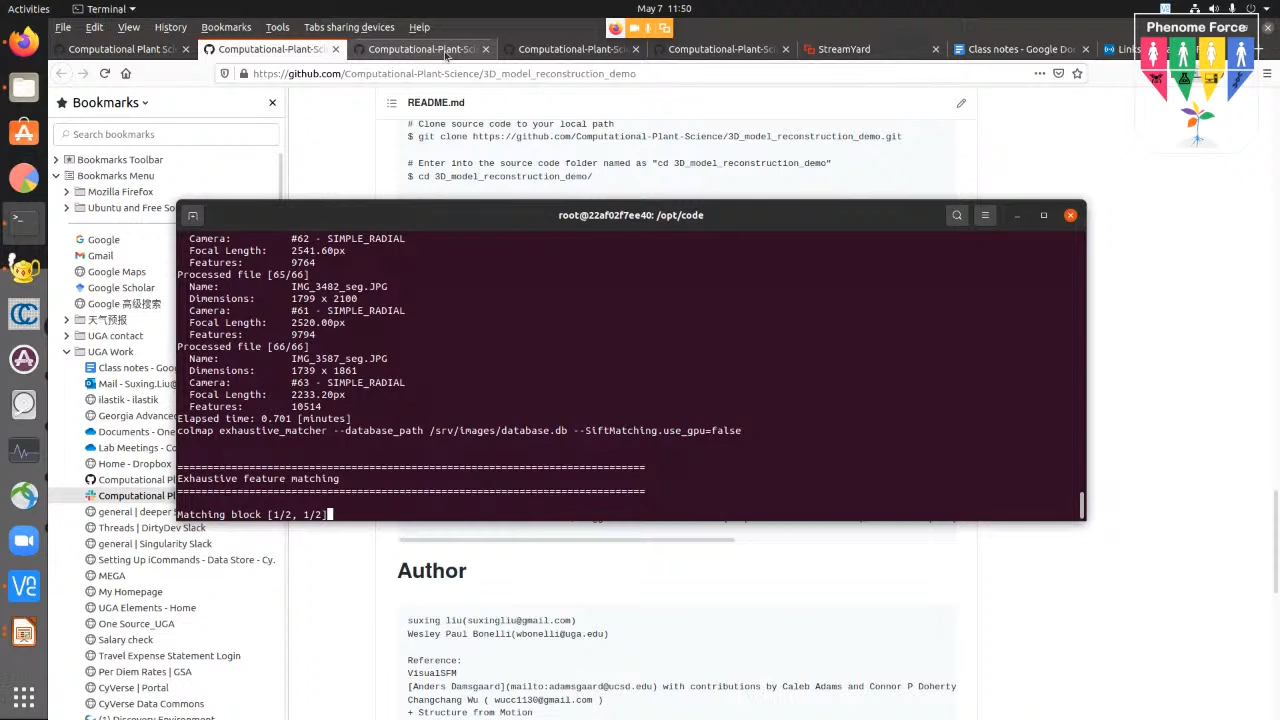 Activities
Terminal
May 7 11:50
File Edit View History Bookmarks Tools Tabs sharing devices Help
Computational Plant Scie
Computational-Plant-Sci
Computational-Plant-Sci
Computational-Plant-Sci
Computational-Plant-Sci
StreamYard
Class notes - Google Do
Links
Phenome Force
https://github.com/Computational-Plant-Science/3D_model_reconstruction_demo
Bookmarks
Search bookmarks
Bookmarks Toolbar
Bookmarks Menu
Mozilla Firefox
Ubuntu and Free So
Google
Gmail
Google Maps
Google Scholar
Google 高级搜索
天气预报
UGA contact
UGA Work
Class notes - Goo
Mail - Suxing.Liu@
ilastik - ilastik
Georgia Advance
Documents - One
Lab Meetings - Co
Home - Dropbox
Computational Pl
Computational Pl
general | deeper s
Threads | DirtyDev Slack
general | Singularity Slack
Setting Up iCommands - Data Store - Cy.
MEGA
My Homepage
UGA Elements - Home
One Source_UGA
Salary check
Travel Expense Statement Login
Per Diem Rates | GSA
CyVerse | Portal
CyVerse Data Commons
(1) Discovery Environment
README.md
# Clone source code to your local path
$ git clone https://github.com/Computational-Plant-Science/3D_model_reconstruction_demo.git
# Enter into the source code folder named as "cd 3D_model_reconstruction_demo"
$ cd 3D_model_reconstruction_demo/
root@22af02f7ee40: /opt/code
Camera: #62 - SIMPLE_RADIAL
Focal Length: 2541.60px
Features: 9764
Processed file [65/66]
Name: IMG_3482_seg.JPG
Dimensions: 1799 x 2100
Camera: #61 - SIMPLE_RADIAL
Focal Length: 2520.00px
Features: 9794
Processed file [66/66]
Name: IMG_3587_seg.JPG
Dimensions: 1739 x 1861
Camera: #63 - SIMPLE_RADIAL
Focal Length: 2233.20px
Features: 10514
Elapsed time: 0.701 [minutes]
colmap exhaustive_matcher --database_path /srv/images/database.db --SiftMatching.use_gpu=false
==============================================================================
Exhaustive feature matching
==============================================================================
Matching block [1/2, 1/2]
Author
suxing liu(suxingliu@gmail.com)
Wesley Paul Bonelli(wbonelli@uga.edu)
Reference:
VisualSFM
[Anders Damsgaard](mailto:adamsgaard@ucsd.edu) with contributions by Caleb Adams and Connor P Doherty
Changchang Wu ( wucc1130@gmail.com )
+ Structure from Motion